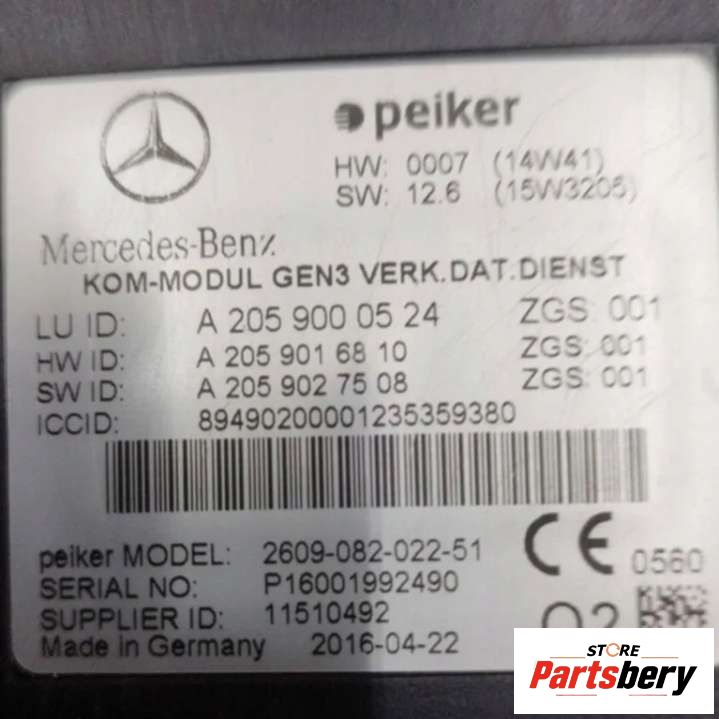 peiker
HW: 0007 (14W41)
SW: 12.6 (15W3205)
Mercedes-Benz
KOM-MODUL GEN3 VERK.DAT.DIENST
LU ID: A 205 900 05 24 ZGS: 001
HW ID: A 205 901 68 10 ZGS: 001
SW ID: A 205 902 75 08 ZGS: 001
ICCID: 89490200001235359380
peiker MODEL: 2609-082-022-51
CE 0560
SERIAL NO: P16001992490
SUPPLIER ID: 11510492
Made in Germany 2016-04-22
STORE
Partsbery